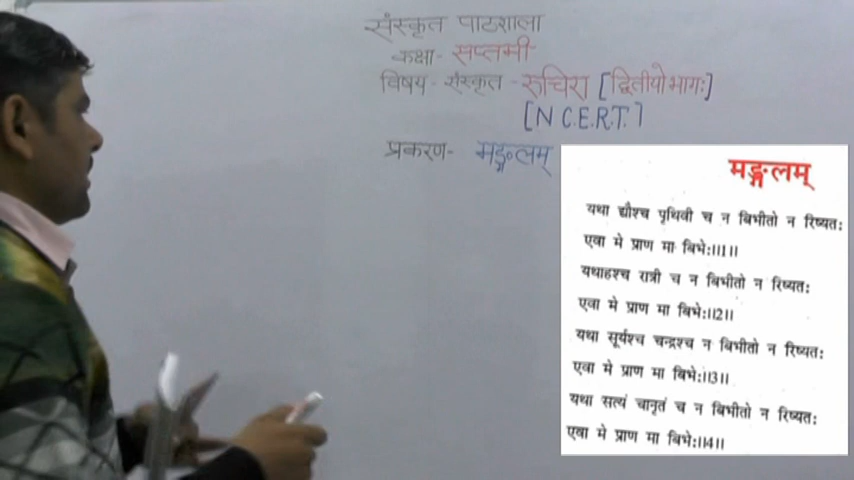 संस्कृत पाठशाला
कक्षा- सप्तमी
विषय- संस्कृत - रुचिरा [द्वितीयो भागः]
[N C.E.R.T.]
प्रकरण- मङ्गलम्
मङ्गलम्
यथा द्यौश्च पृथिवी च न बिभीतो न रिष्यतः
एवा मे प्राण मा बिभेः।।1।।
यथाहश्च रात्री च न बिभीतो न रिष्यतः
एवा मे प्राण मा बिभेः।।2।।
यथा सूर्यश्च चन्द्रश्च न बिभीतो न रिष्यतः
एवा मे प्राण मा बिभेः।।3।।
यथा सत्यं चानृतं च न बिभीतो न रिष्यतः
एवा मे प्राण मा बिभेः।।4।।